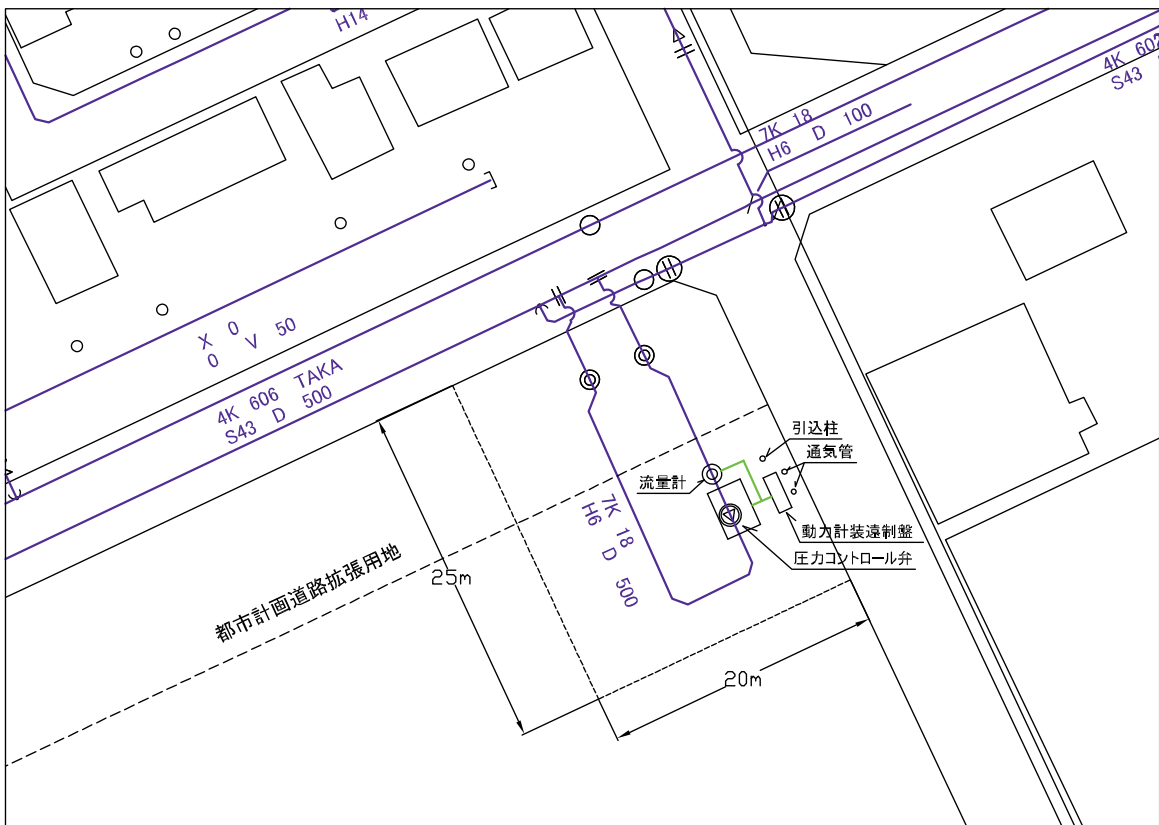 H14
4K 602
S43
7K 18
H6 D 100
X 0
0 V 50
4K 606 TAKA
S43 D 500
引込柱
通気管
流量計
動力計装遠制盤
圧力コントロール弁
7K 18
H6 D 500
都市計画道路拡張用地
25m
20m